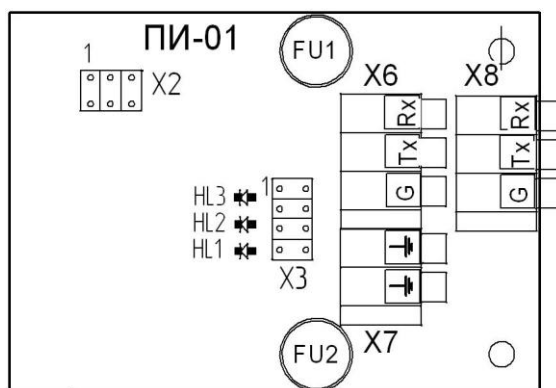 ПИ-01
FU1
1
X2
X6
X8
Rx
Tx
G
Rx
Tx
G
HL3
HL2
HL1
1
X3
X7
FU2